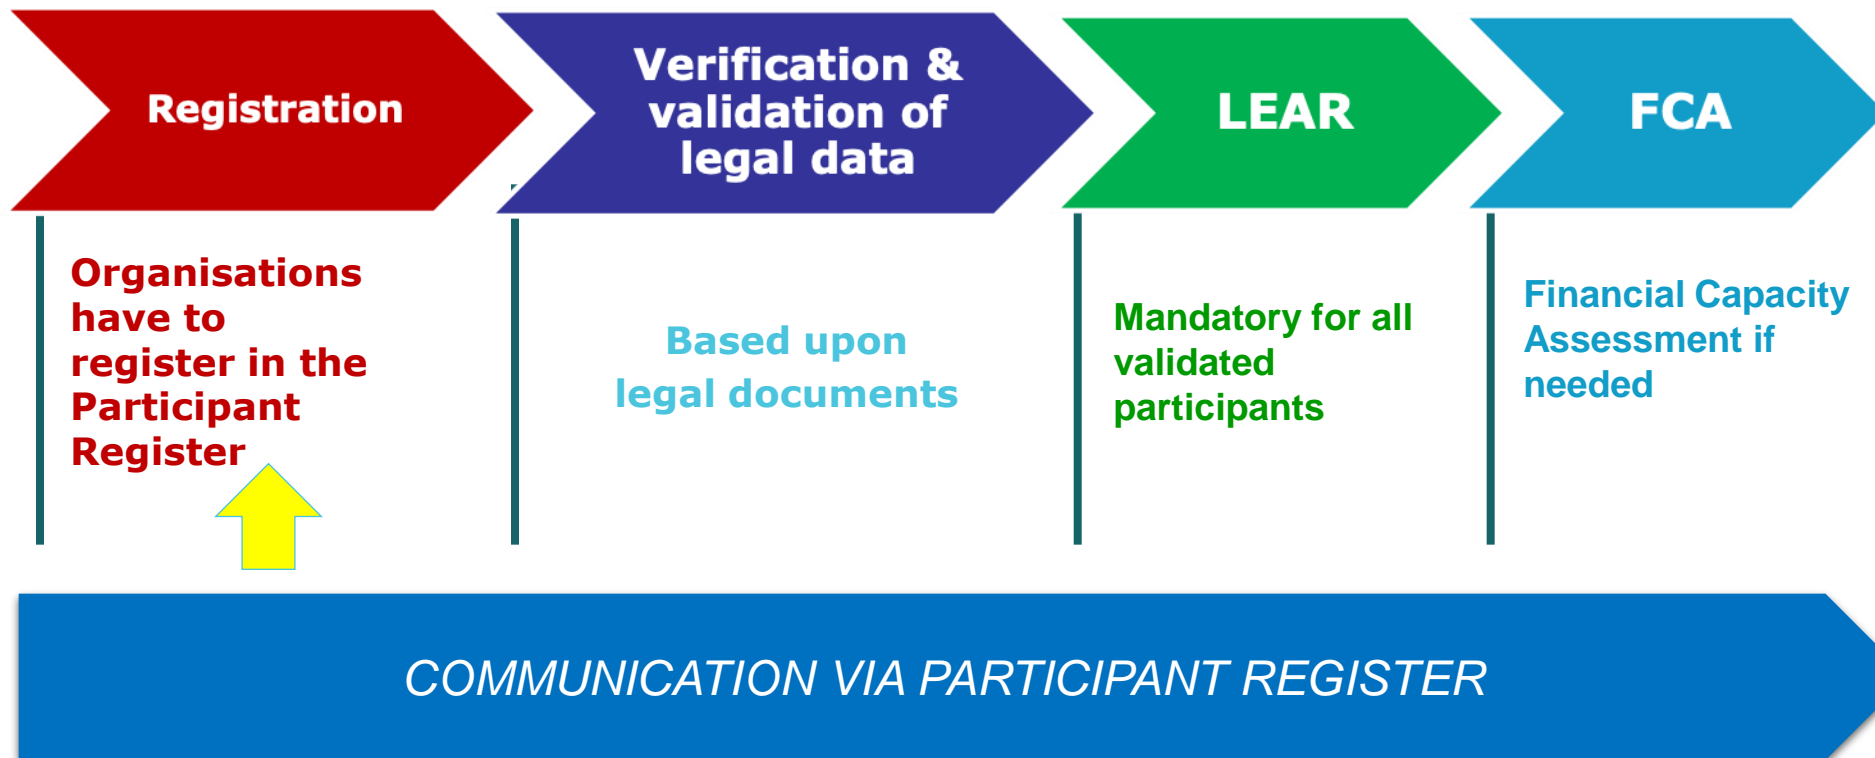 Registration
Verification &
validation of
legal data
LEAR
FCA
Organisations
have to
register in the
Participant
Register
Based upon
legal documents
Mandatory for all
validated
participants
Financial Capacity
Assessment if
needed
COMMUNICATION VIA PARTICIPANT REGISTER